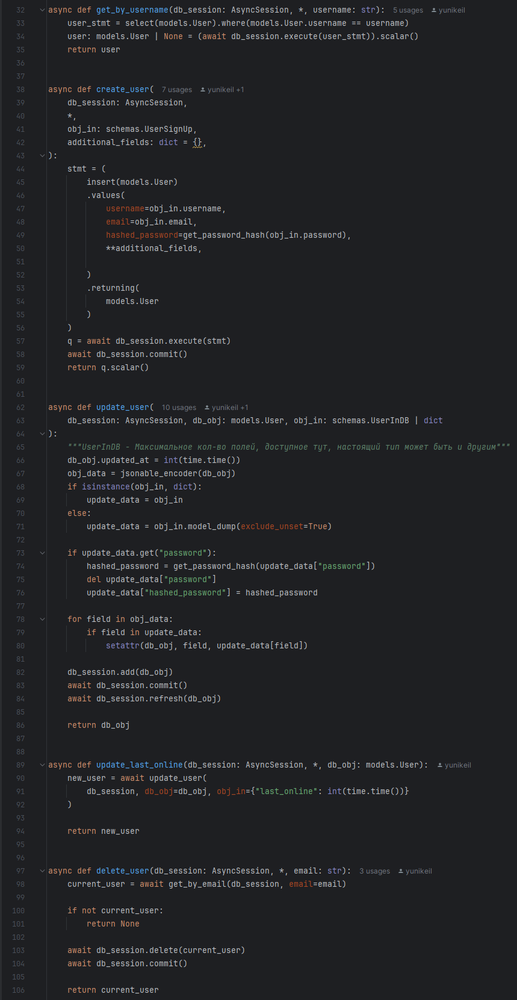 32 async def get_by_username(db_session: AsyncSession, *, username: str): 5 usages yunikeil
33     user_stmt = select(models.User).where(models.User.username == username)
34     user: models.User | None = (await db_session.execute(user_stmt)).scalar()
35     return user
36
37
38 async def create_user( 7 usages yunikeil +1
39     db_session: AsyncSession,
40     *,
41     obj_in: schemas.UserSignUp,
42     additional_fields: dict = {},
43 ):
44     stmt = (
45         insert(models.User)
46         .values(
47             username=obj_in.username,
48             email=obj_in.email,
49             hashed_password=get_password_hash(obj_in.password),
50             **additional_fields,
51
52         )
53         .returning(
54             models.User
55         )
56     )
57     q = await db_session.execute(stmt)
58     await db_session.commit()
59     return q.scalar()
60
61
62 async def update_user( 10 usages yunikeil +1
63     db_session: AsyncSession, db_obj: models.User, obj_in: schemas.UserInDB | dict
64 ):
65     """UserInDB - Максимальное кол-во полей, доступное тут, настоящий тип может быть и другим"""
66     db_obj.updated_at = int(time.time())
67     obj_data = jsonable_encoder(db_obj)
68     if isinstance(obj_in, dict):
69         update_data = obj_in
70     else:
71         update_data = obj_in.model_dump(exclude_unset=True)
72
73     if update_data.get("password"):
74         hashed_password = get_password_hash(update_data["password"])
75         del update_data["password"]
76         update_data["hashed_password"] = hashed_password
77
78     for field in obj_data:
79         if field in update_data:
80             setattr(db_obj, field, update_data[field])
81
82     db_session.add(db_obj)
83     await db_session.commit()
84     await db_session.refresh(db_obj)
85
86     return db_obj
87
88
89 async def update_last_online(db_session: AsyncSession, *, db_obj: models.User): yunikeil
90     new_user = await update_user(
91         db_session, db_obj=db_obj, obj_in={"last_online": int(time.time())}
92     )
93
94     return new_user
95
96
97 async def delete_user(db_session: AsyncSession, *, email: str): 3 usages yunikeil
98     current_user = await get_by_email(db_session, email=email)
99
100     if not current_user:
101         return None
102
103     await db_session.delete(current_user)
104     await db_session.commit()
105
106     return current_user